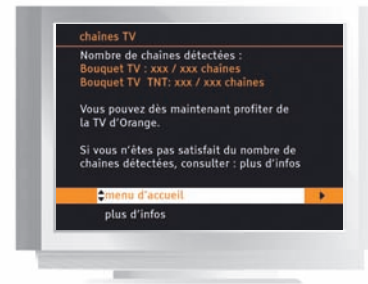 chaînes TV
Nombre de chaînes détectées :
Bouquet TV : xxx / xxx chaînes
Bouquet TV TNT: xxx / xxx chaînes
Vous pouvez dès maintenant profiter de
la TV d'Orange.
Si vous n'êtes pas satisfait du nombre de
chaînes détectées, consulter : plus d'infos
menu d'accueil
plus d'infos